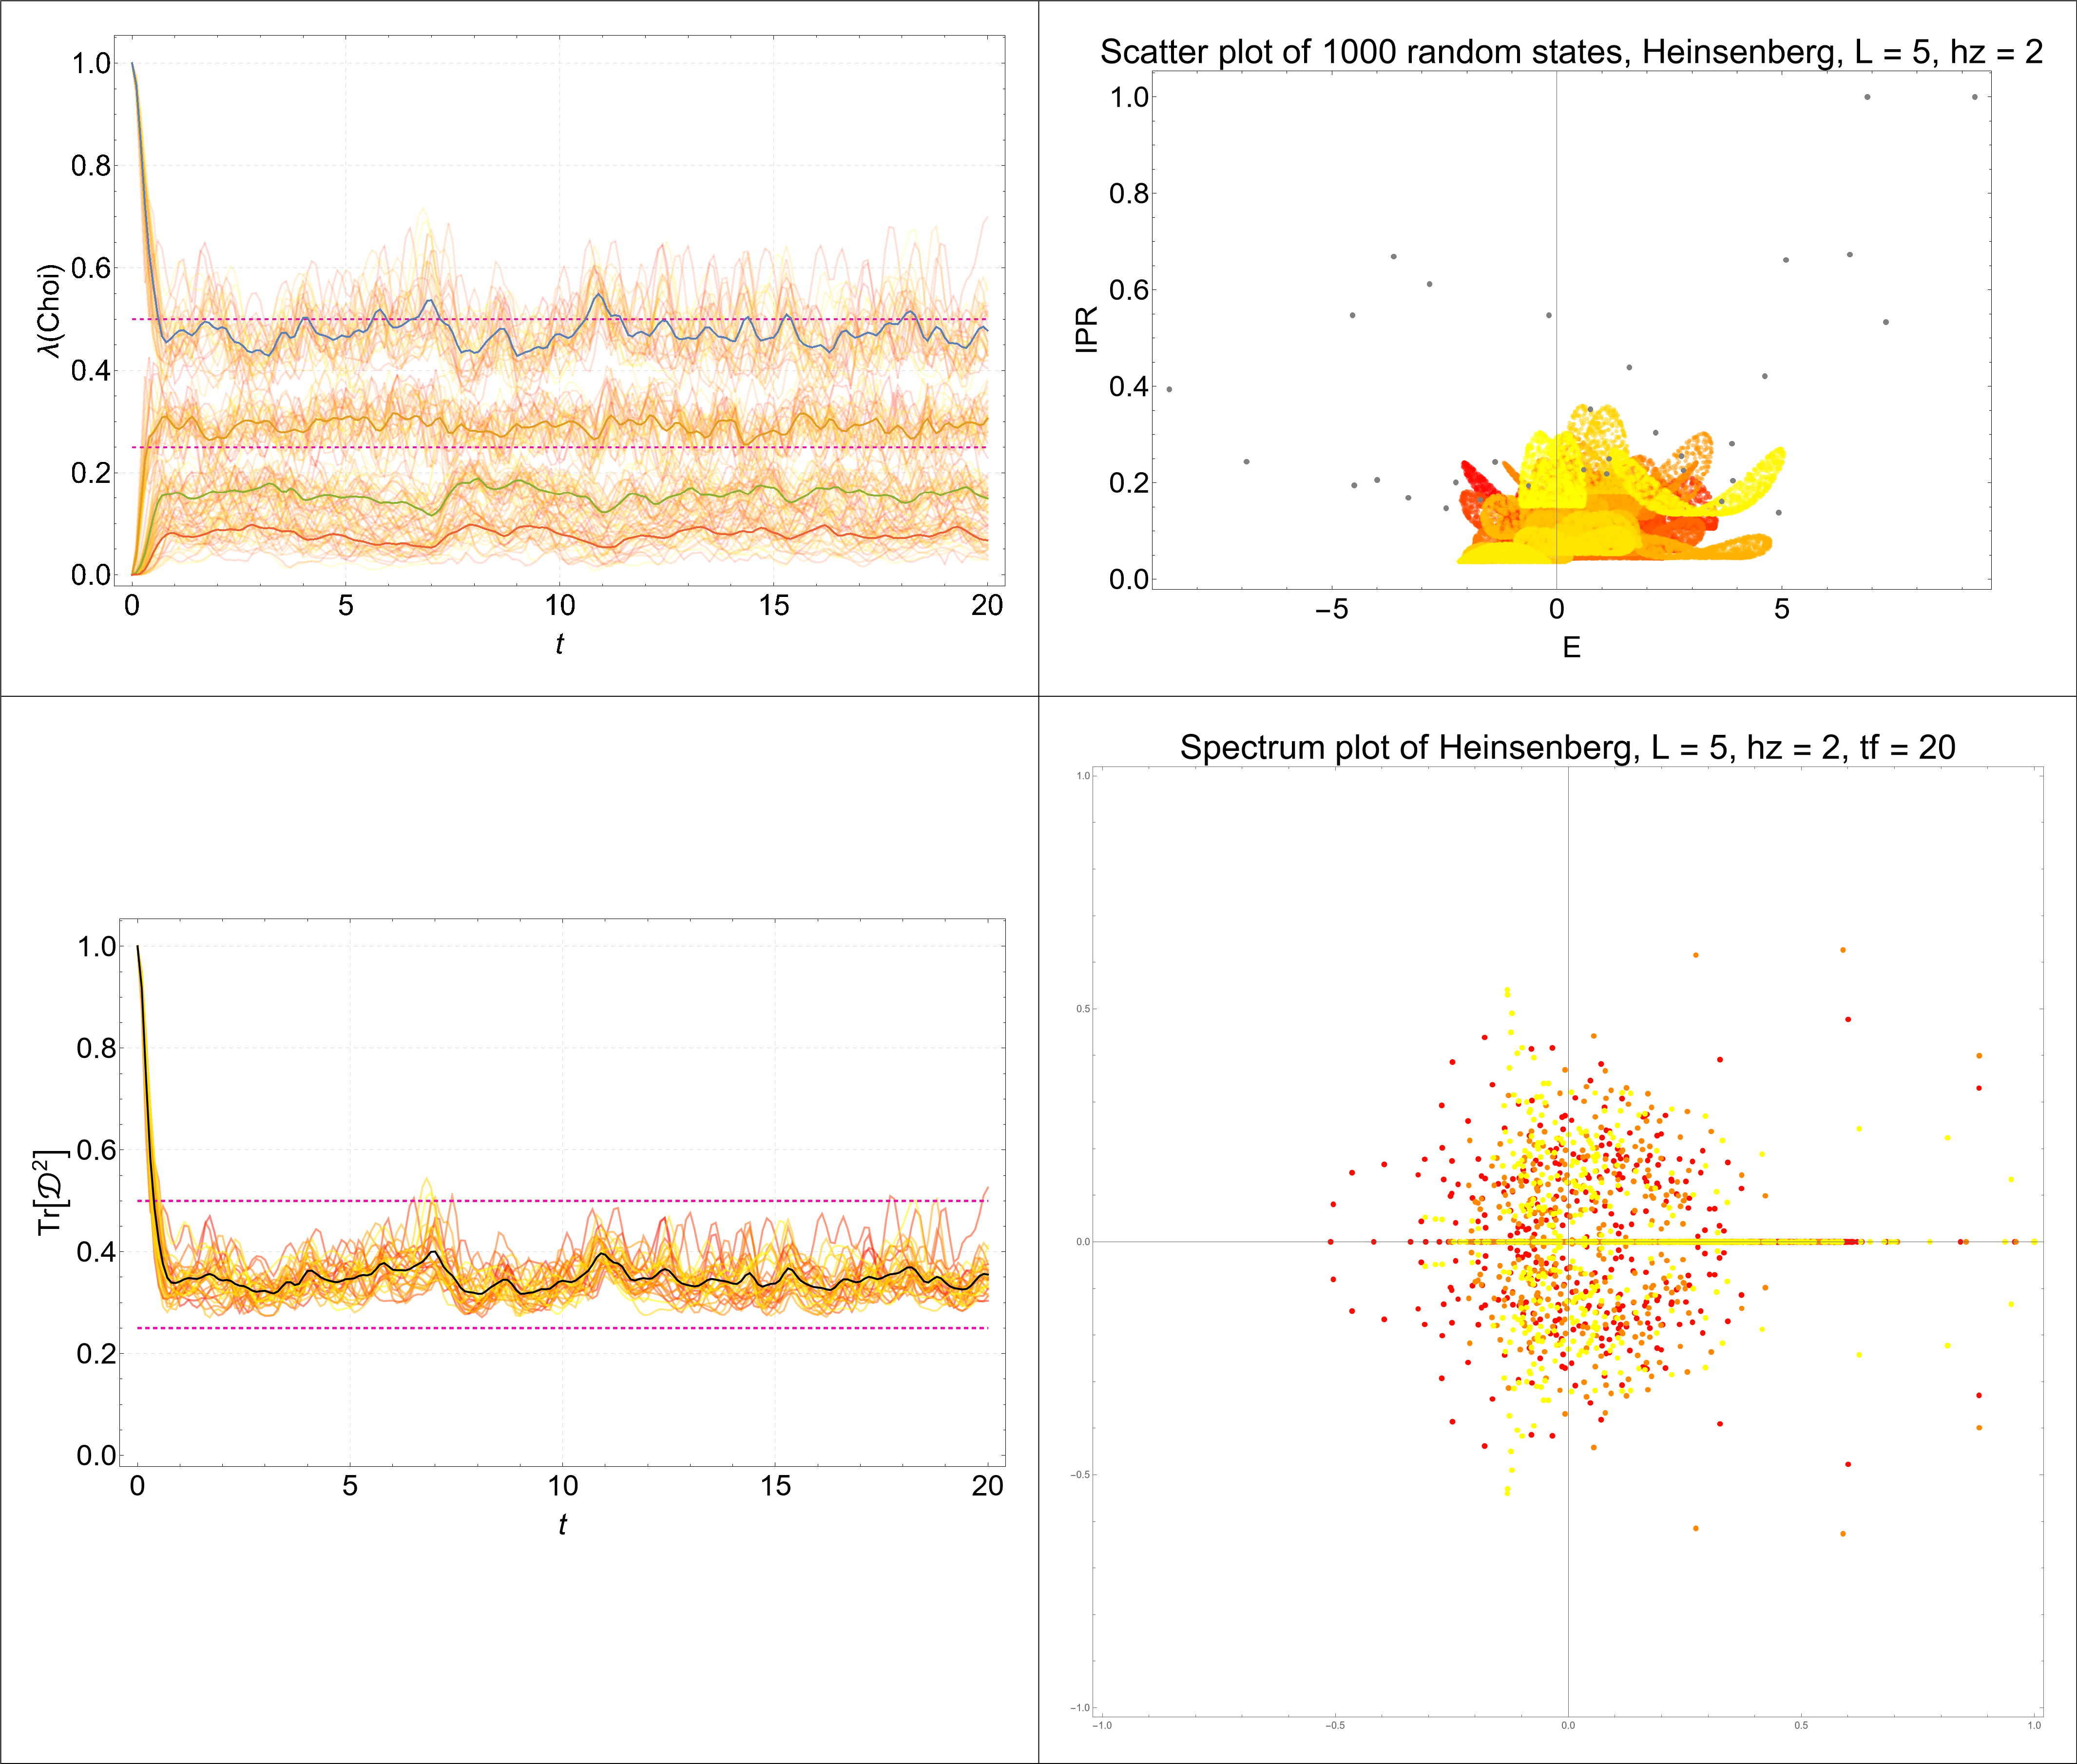 1.0
0.8
0.6
0.4
0.2
0.0
λ(Choi)
0 5 10 15 20
t
Scatter plot of 1000 random states, Heinsenberg, L = 5, hz = 2
1.0
0.8
0.6
0.4
0.2
0.0
IPR
−5 0 5
E
1.0
0.8
0.6
0.4
0.2
0.0
Tr[𝒟²]
0 5 10 15 20
t
Spectrum plot of Heinsenberg, L = 5, hz = 2, tf = 20
1.0
0.5
0.0
−0.5
−1.0
−1.0 −0.5 0.0 0.5 1.0